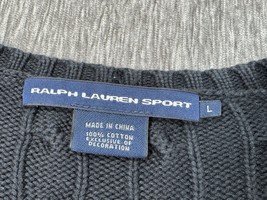 RALPH LAUREN SPORT
L
MADE IN CHINA
100% COTTON
EXCLUSIVE OF
DECORATION